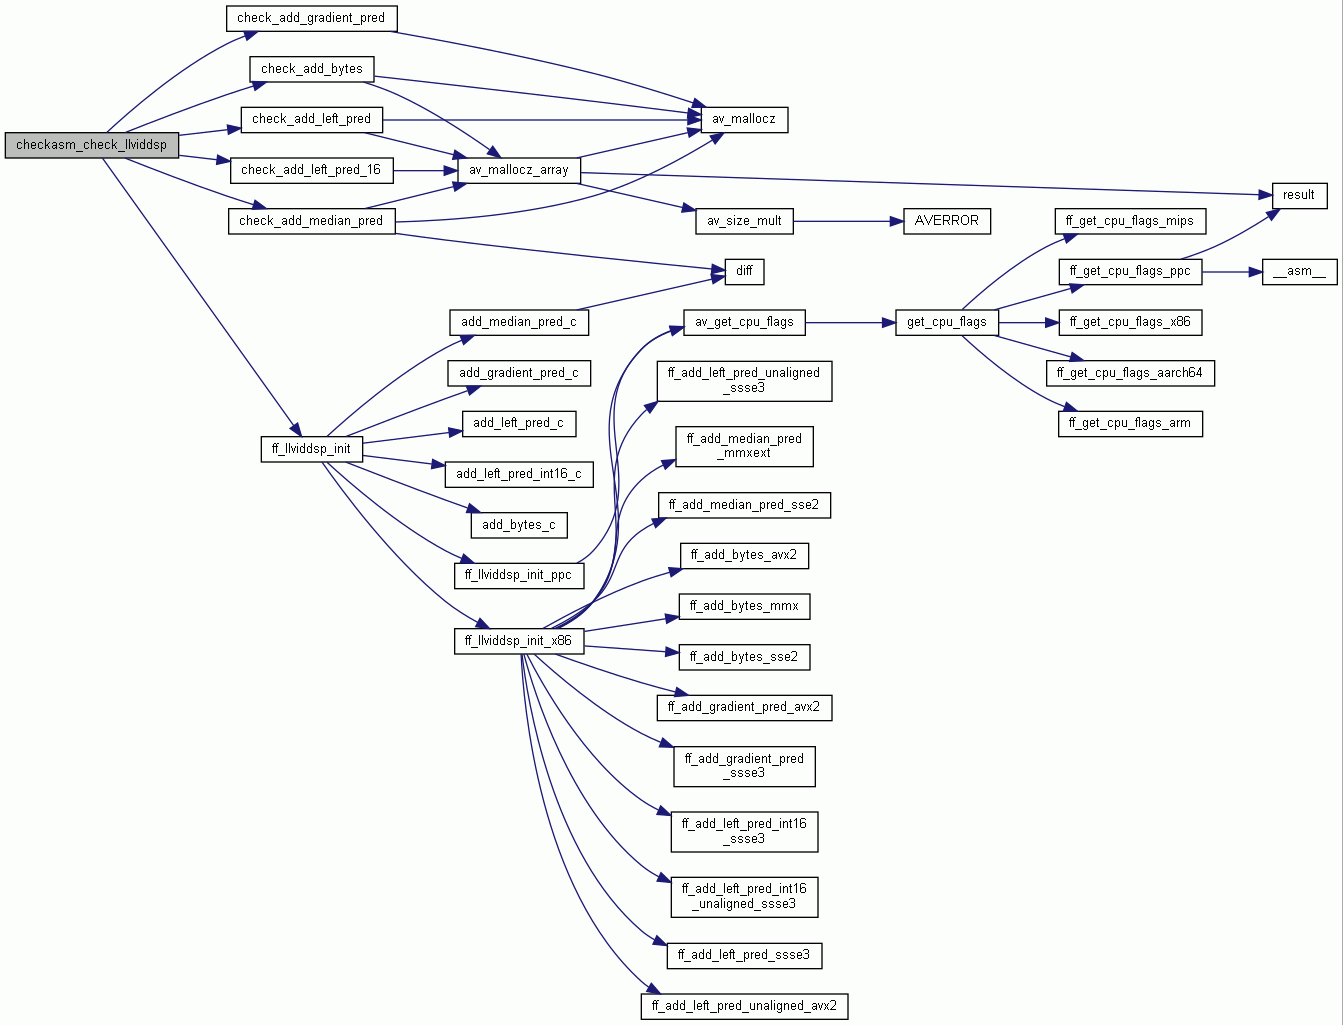 check_add_gradient_pred
check_add_bytes
check_add_left_pred
av_mallocz
checkasm_check_llviddsp
check_add_left_pred_16
av_mallocz_array
result
check_add_median_pred
av_size_mult
AVERROR
ff_get_cpu_flags_mips
diff
ff_get_cpu_flags_ppc
__asm__
add_median_pred_c
av_get_cpu_flags
get_cpu_flags
ff_get_cpu_flags_x86
add_gradient_pred_c
ff_add_left_pred_unaligned
_ssse3
ff_get_cpu_flags_aarch64
add_left_pred_c
ff_get_cpu_flags_arm
ff_llviddsp_init
ff_add_median_pred
_mmxext
add_left_pred_int16_c
ff_add_median_pred_sse2
add_bytes_c
ff_add_bytes_avx2
ff_llviddsp_init_ppc
ff_add_bytes_mmx
ff_llviddsp_init_x86
ff_add_bytes_sse2
ff_add_gradient_pred_avx2
ff_add_gradient_pred
_ssse3
ff_add_left_pred_int16
_ssse3
ff_add_left_pred_int16
_unaligned_ssse3
ff_add_left_pred_ssse3
ff_add_left_pred_unaligned_avx2